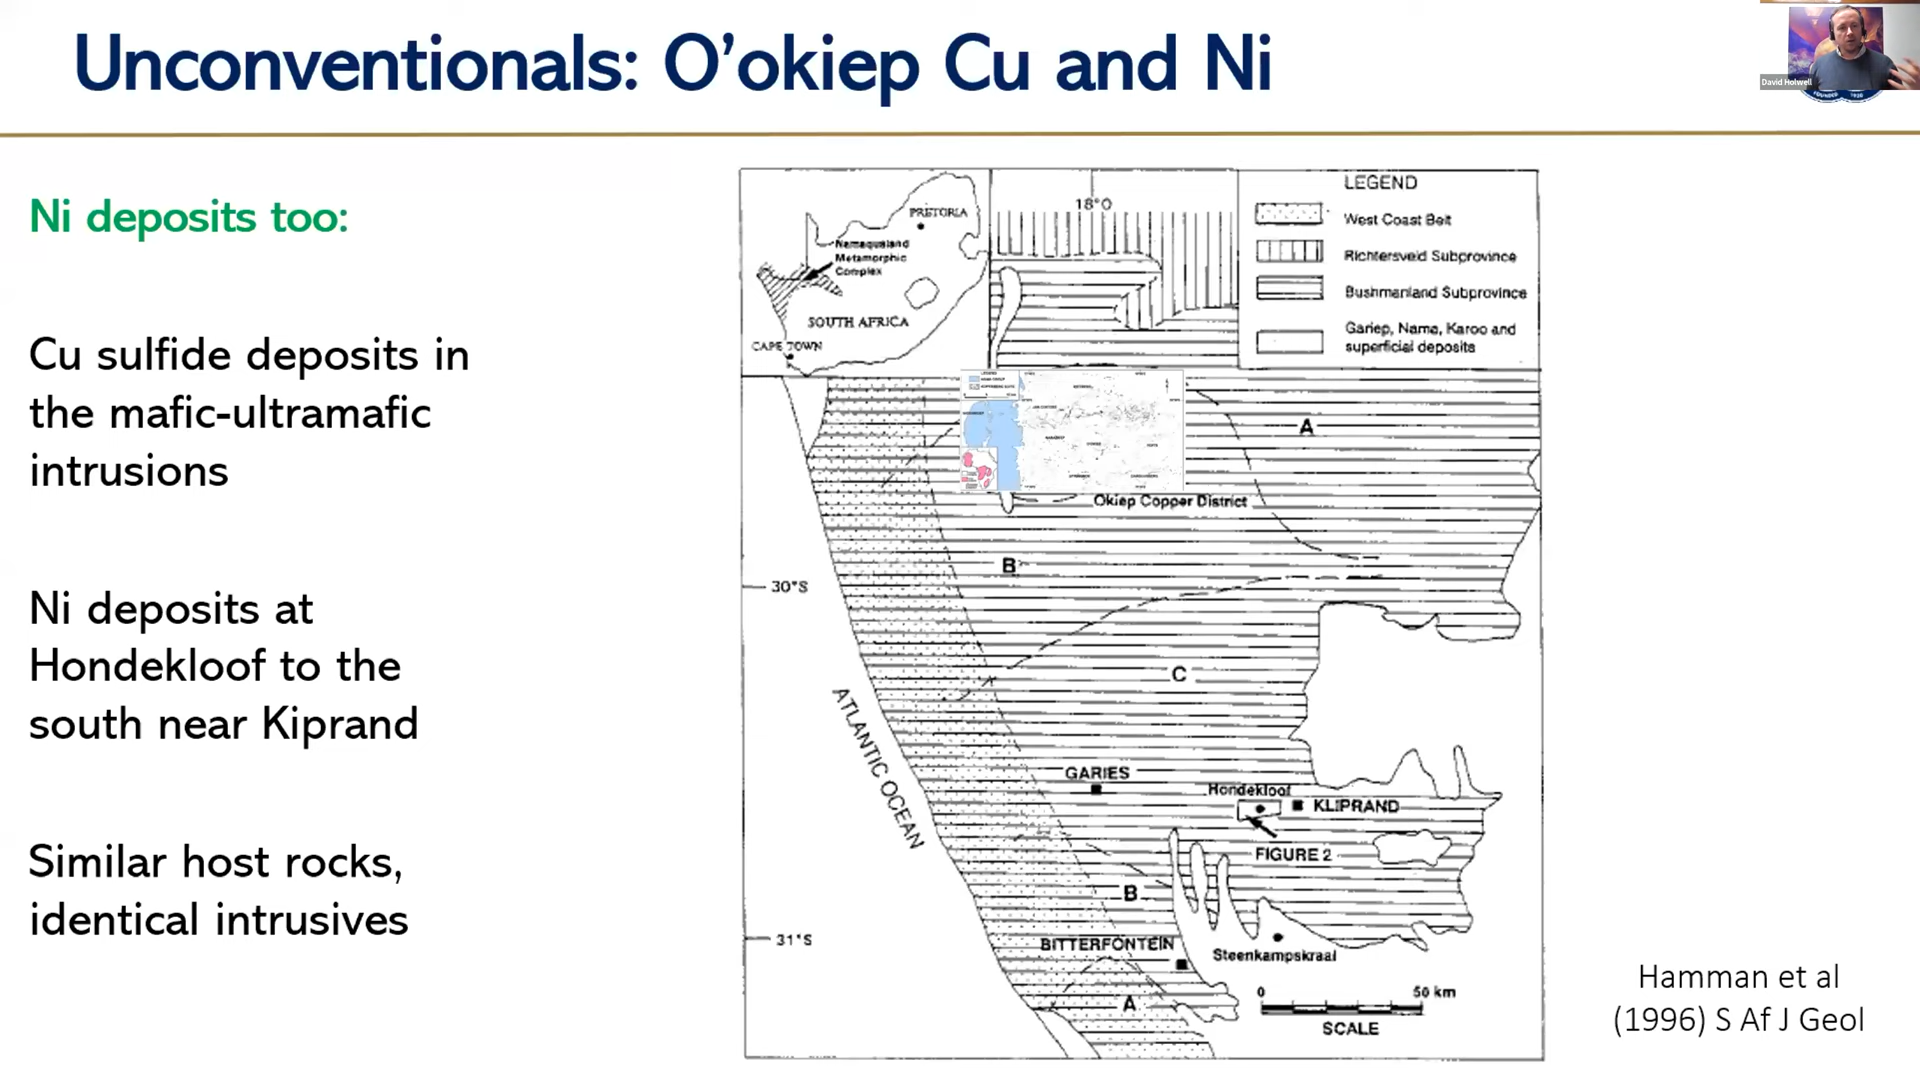 Unconventionals: O'okiep Cu and Ni
David Holwell
Ni deposits too:
Cu sulfide deposits in
the mafic-ultramafic
intrusions
Ni deposits at
Hondekloof to the
south near Kiprand
Similar host rocks,
identical intrusives
PRETORIA
Namaqualand
Metamorphic
Complex
SOUTH AFRICA
CAPE TOWN
18°0
LEGEND
West Coast Belt
Richtersveld Subprovince
Bushmanland Subprovince
Gariep, Nama, Karoo and
superficial deposits
A
Okiep Copper District
B
30°S
C
ATLANTIC OCEAN
GARIES
Hondekloof
KLIPRAND
FIGURE 2
B
31°S
BITTERFONTEIN
Steenkampskraal
A
0 50 km
SCALE
Hamman et al
(1996) S Af J Geol